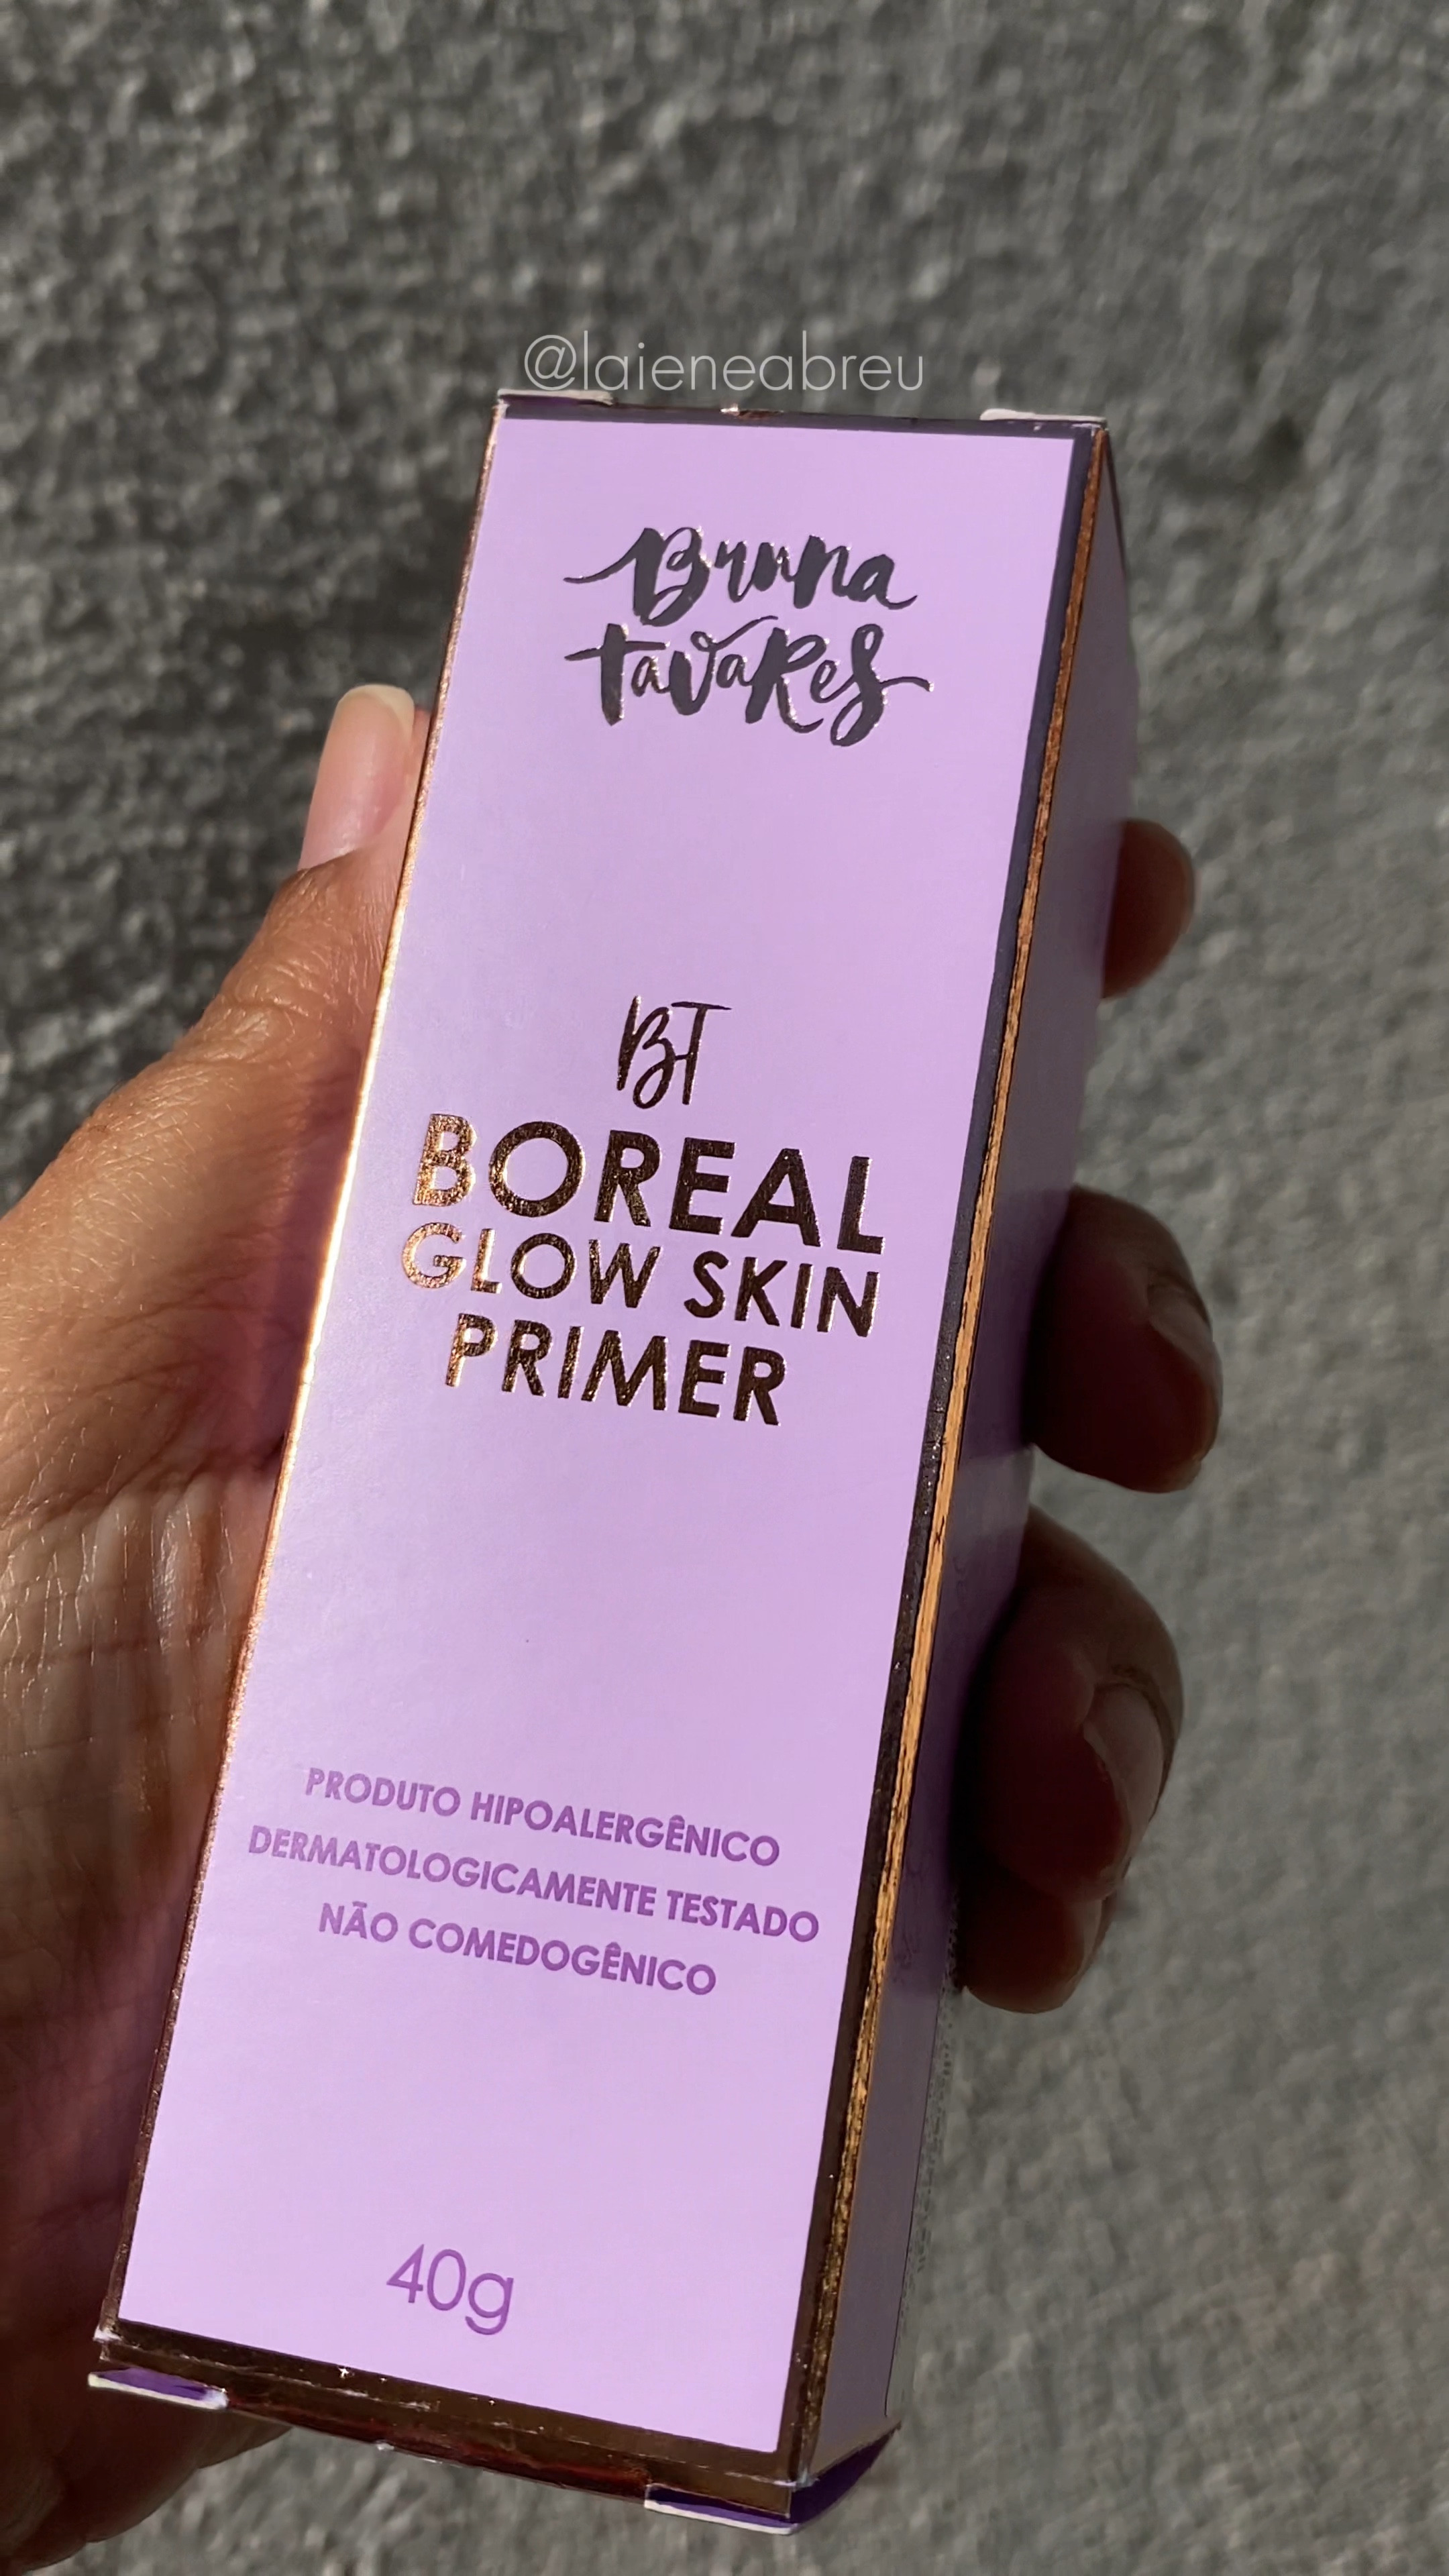 @laieneabreu
Bruna
tavaRes
BT
BOREAL
GLOW SKIN
PRIMER
PRODUTO HIPOALERGÊNICO
DERMATOLOGICAMENTE TESTADO
NÃO COMEDOGÊNICO
40g